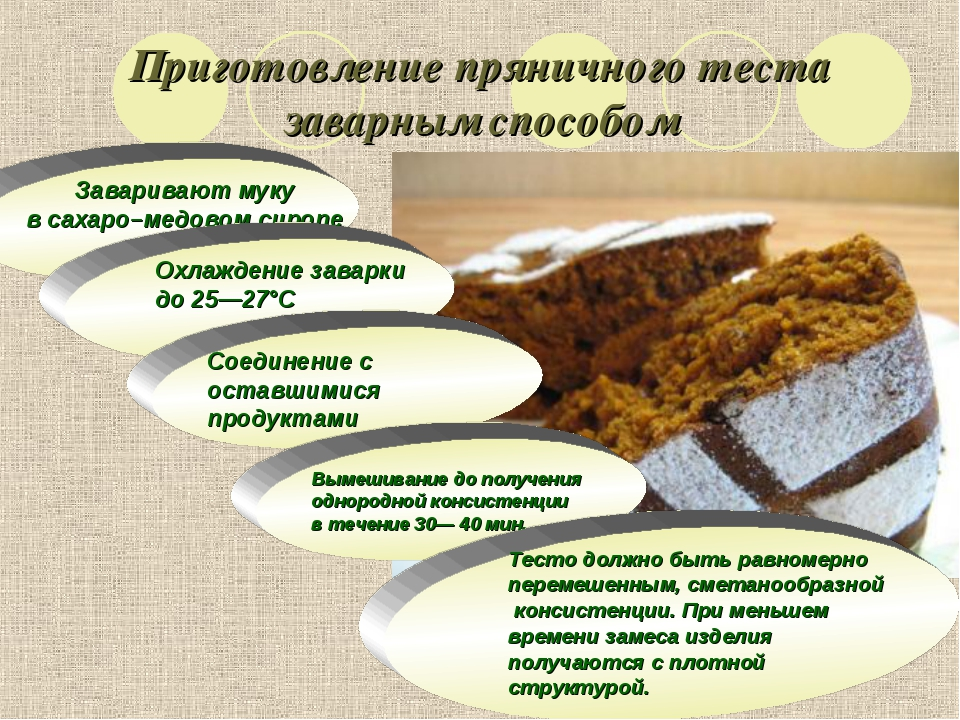 Приготовление пряничного теста
заварным способом
Заваривают муку
в сахаро–медовом сиропе
Охлаждение заварки
до 25—27°С
Соединение с
оставшимися
продуктами
Вымешивание до получения
однородной консистенции
в течение 30— 40 мин.
Тесто должно быть равномерно
перемешенным, сметанообразной
консистенции. При меньшем
времени замеса изделия
получаются с плотной
структурой.